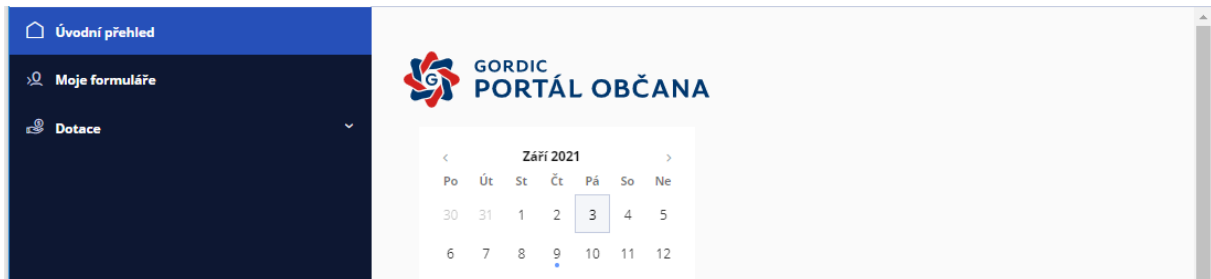 Úvodní přehled
Moje formuláře
Dotace
GORDIC
PORTÁL OBČANA
Září 2021
Po Út St Čt Pá So Ne
30 31 1 2 3 4 5
6 7 8 9 10 11 12